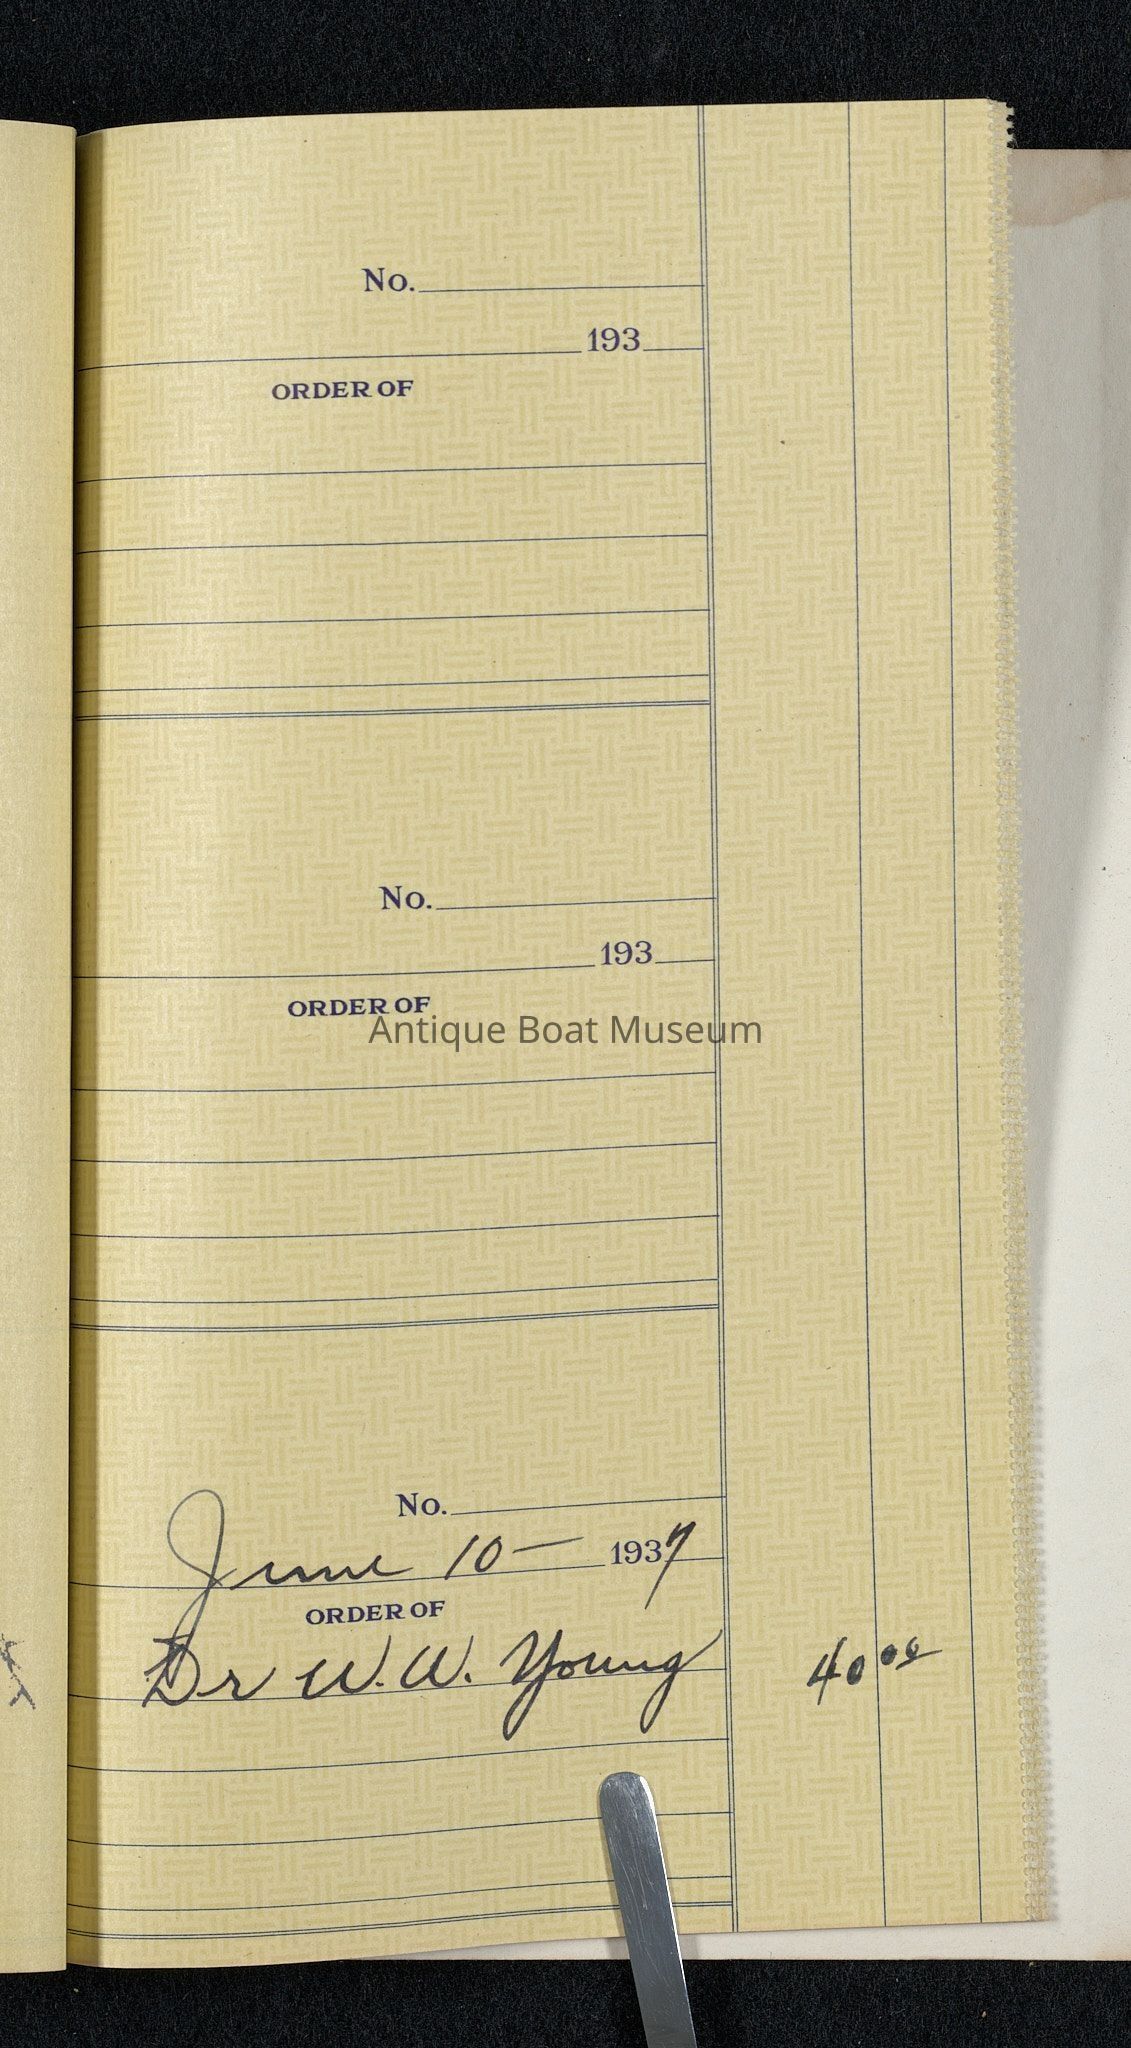 No.
193
ORDER OF
No.
193
ORDER OF
Antique Boat Museum
No.
June 10 — 1937
ORDER OF
Dr W. W. Young 40 00